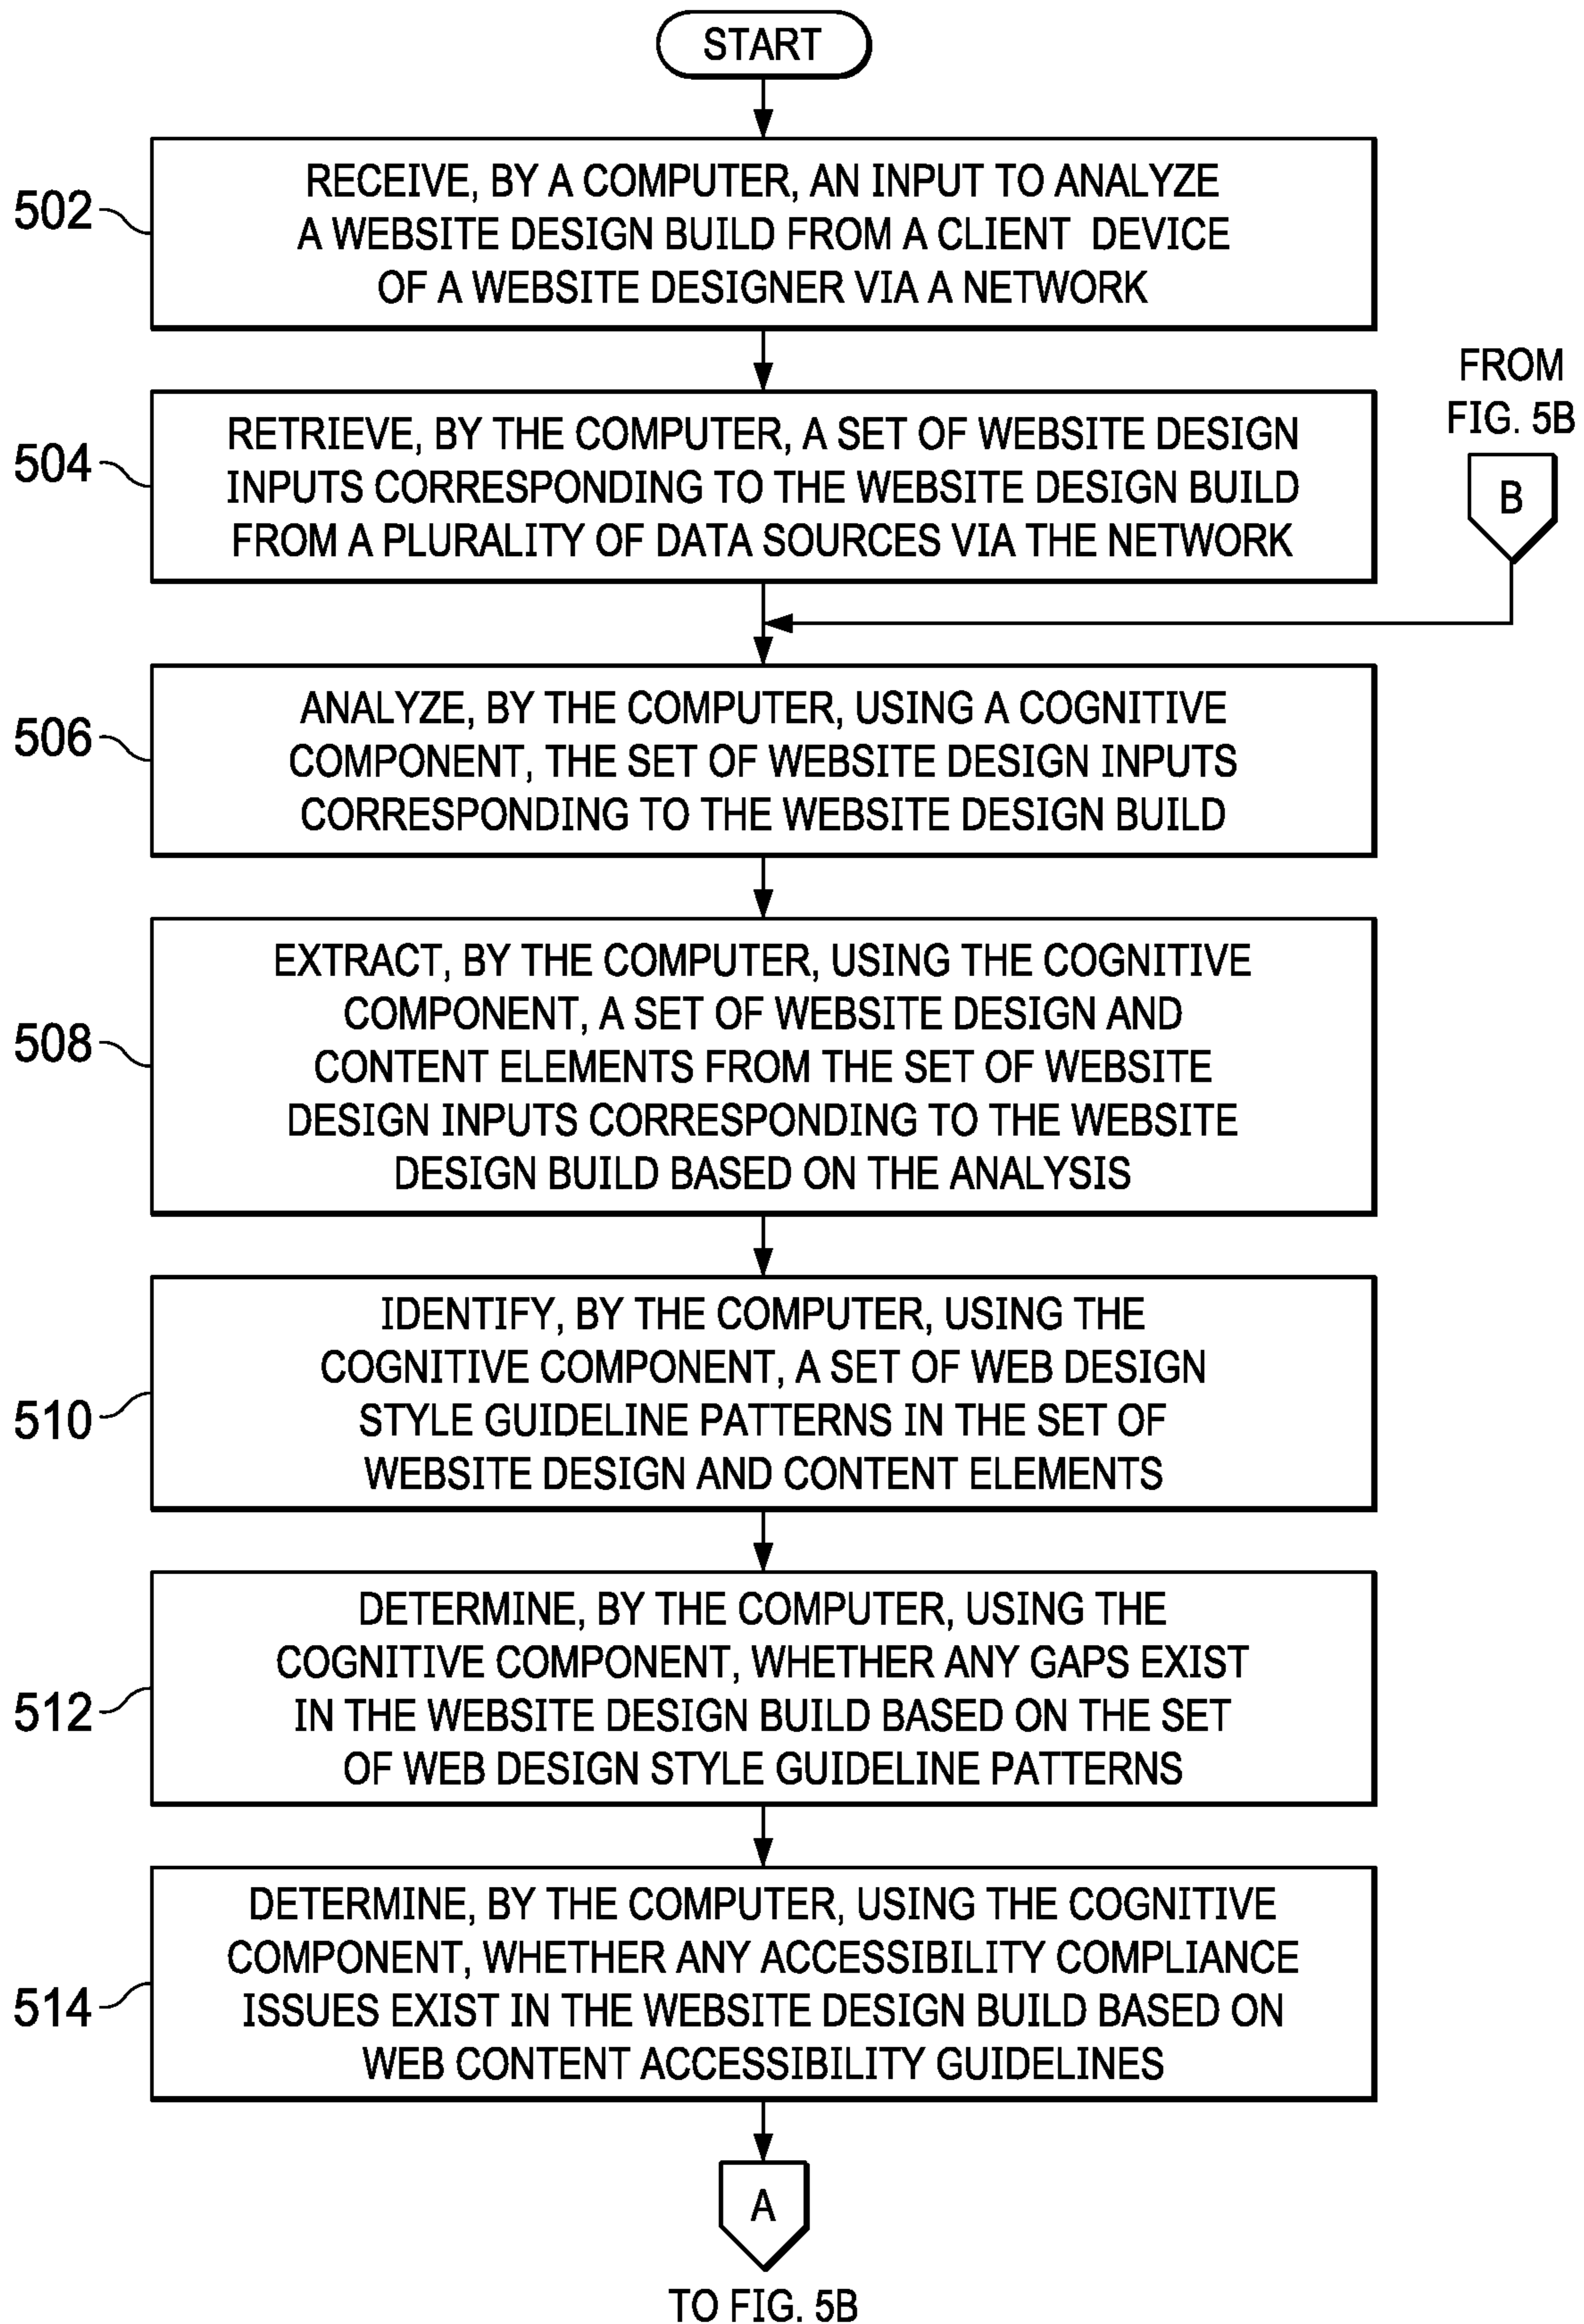 START
502
RECEIVE, BY A COMPUTER, AN INPUT TO ANALYZE
A WEBSITE DESIGN BUILD FROM A CLIENT DEVICE
OF A WEBSITE DESIGNER VIA A NETWORK
504
RETRIEVE, BY THE COMPUTER, A SET OF WEBSITE DESIGN
INPUTS CORRESPONDING TO THE WEBSITE DESIGN BUILD
FROM A PLURALITY OF DATA SOURCES VIA THE NETWORK
FROM
FIG. 5B
B
506
ANALYZE, BY THE COMPUTER, USING A COGNITIVE
COMPONENT, THE SET OF WEBSITE DESIGN INPUTS
CORRESPONDING TO THE WEBSITE DESIGN BUILD
508
EXTRACT, BY THE COMPUTER, USING THE COGNITIVE
COMPONENT, A SET OF WEBSITE DESIGN AND
CONTENT ELEMENTS FROM THE SET OF WEBSITE
DESIGN INPUTS CORRESPONDING TO THE WEBSITE
DESIGN BUILD BASED ON THE ANALYSIS
510
IDENTIFY, BY THE COMPUTER, USING THE
COGNITIVE COMPONENT, A SET OF WEB DESIGN
STYLE GUIDELINE PATTERNS IN THE SET OF
WEBSITE DESIGN AND CONTENT ELEMENTS
512
DETERMINE, BY THE COMPUTER, USING THE
COGNITIVE COMPONENT, WHETHER ANY GAPS EXIST
IN THE WEBSITE DESIGN BUILD BASED ON THE SET
OF WEB DESIGN STYLE GUIDELINE PATTERNS
514
DETERMINE, BY THE COMPUTER, USING THE COGNITIVE
COMPONENT, WHETHER ANY ACCESSIBILITY COMPLIANCE
ISSUES EXIST IN THE WEBSITE DESIGN BUILD BASED ON
WEB CONTENT ACCESSIBILITY GUIDELINES
A
TO FIG. 5B